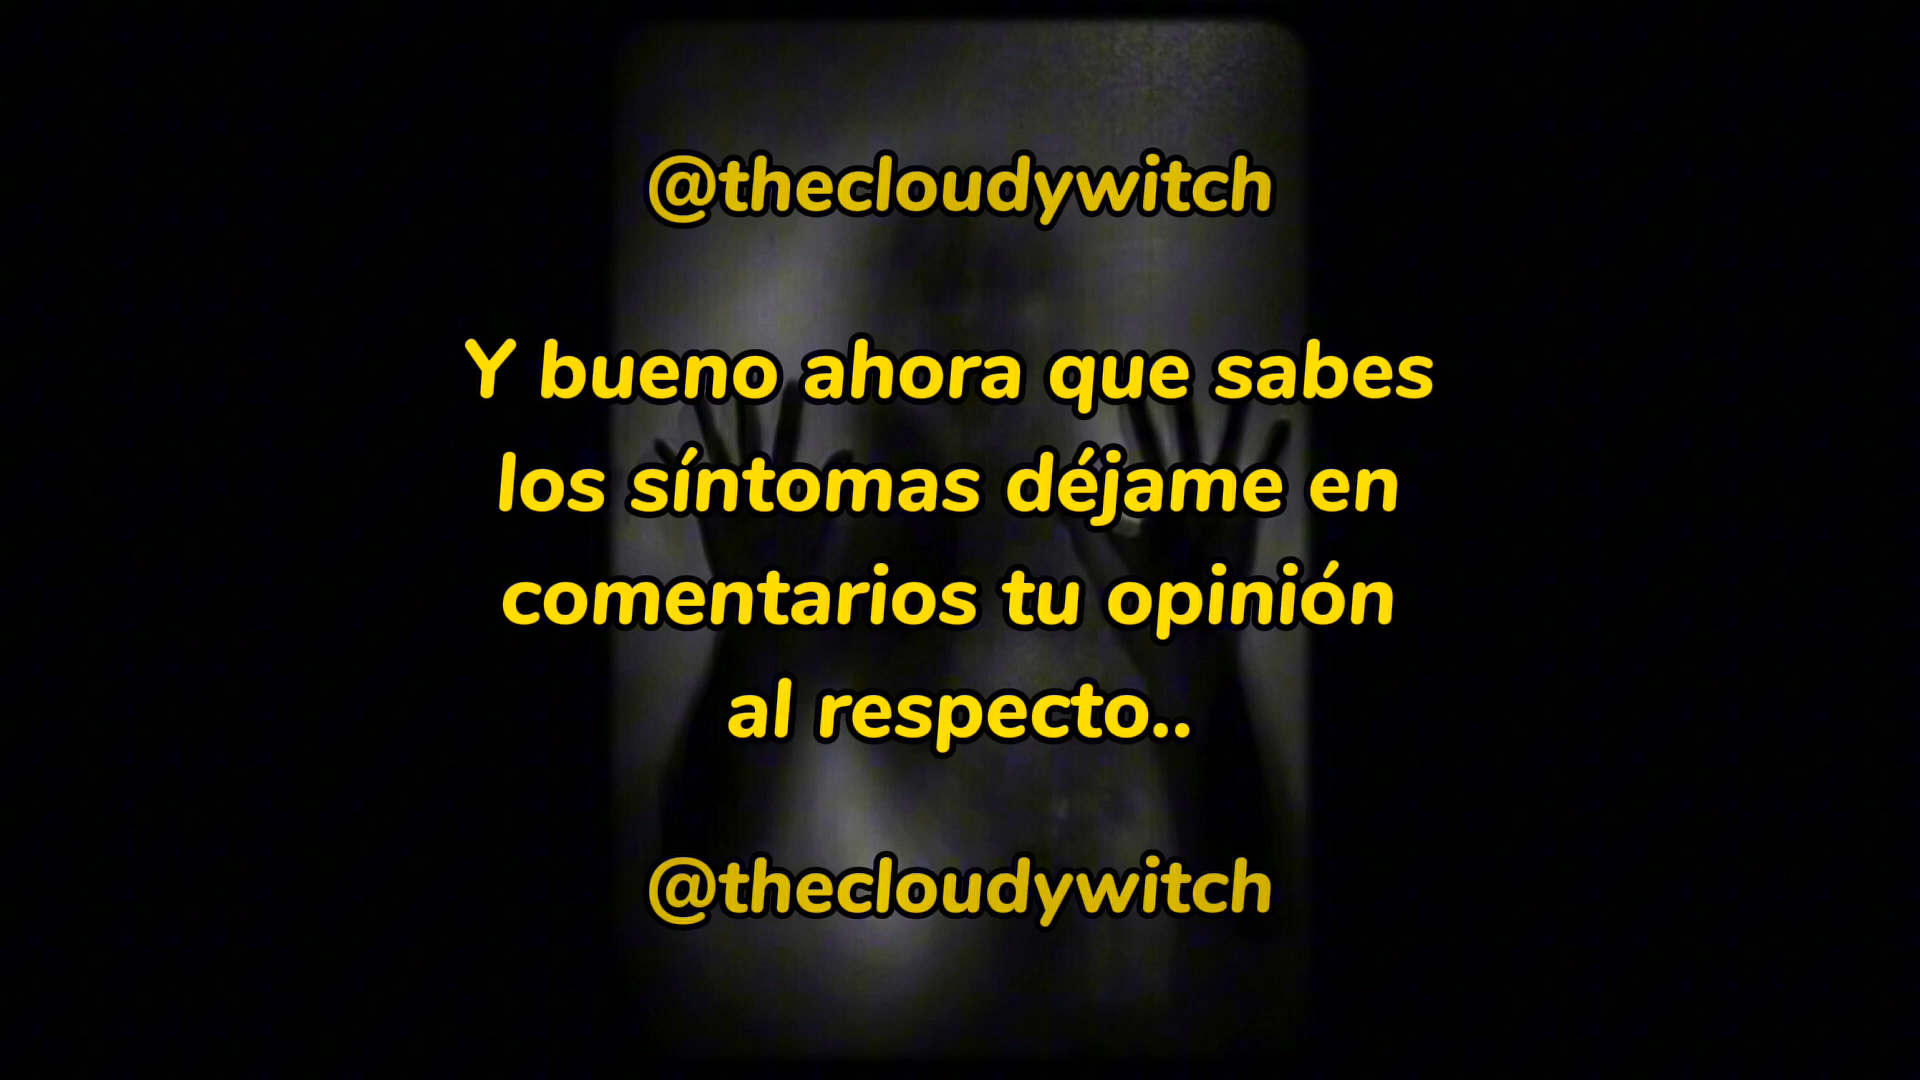 @thecloudywitch
Y bueno ahora que sabes
los síntomas déjame en
comentarios tu opinión
al respecto..
@thecloudywitch